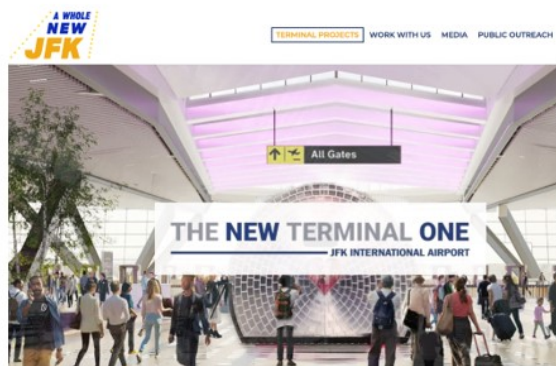 A WHOLE
NEW
JFK
TERMINAL PROJECTS WORK WITH US MEDIA PUBLIC OUTREACH
All Gates
THE NEW TERMINAL ONE
JFK INTERNATIONAL AIRPORT